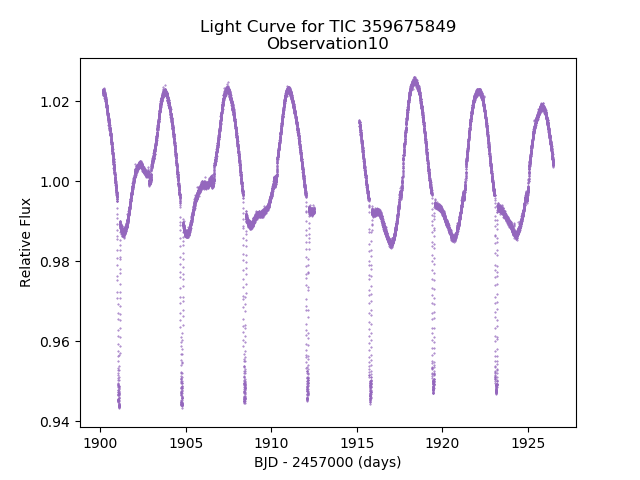 Light Curve for TIC 359675849
Observation10
Relative Flux
1.02
1.00
0.98
0.96
0.94
1900
1905
1910
1915
1920
1925
BJD - 2457000 (days)